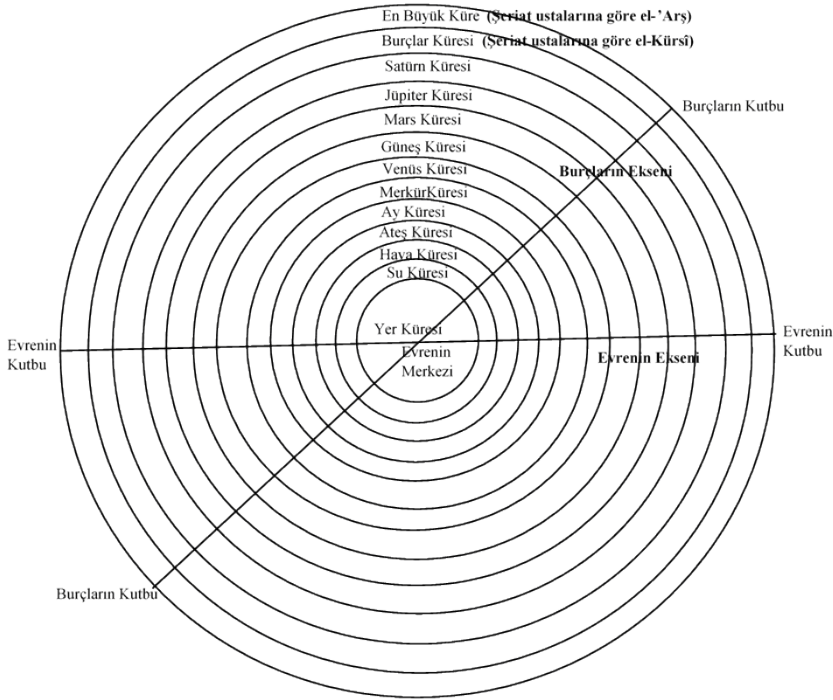 En Büyük Küre (Şeriat ustalarına göre el-'Arş)
Burçlar Küresi (Şeriat ustalarına göre el-Kürsî)
Satürn Küresi
Jüpiter Küresi
Mars Küresi
Güneş Küresi
Venüs Küresi
MerkürKüresi
Ay Küresi
Ateş Küresi
Hava Küresi
Su Küresi
Yer Küresi
Evrenin
Merkezi
Burçların Kutbu
Burçların Ekseni
Evrenin
Kutbu
Evrenin Ekseni
Evrenin
Kutbu
Burçların Kutbu